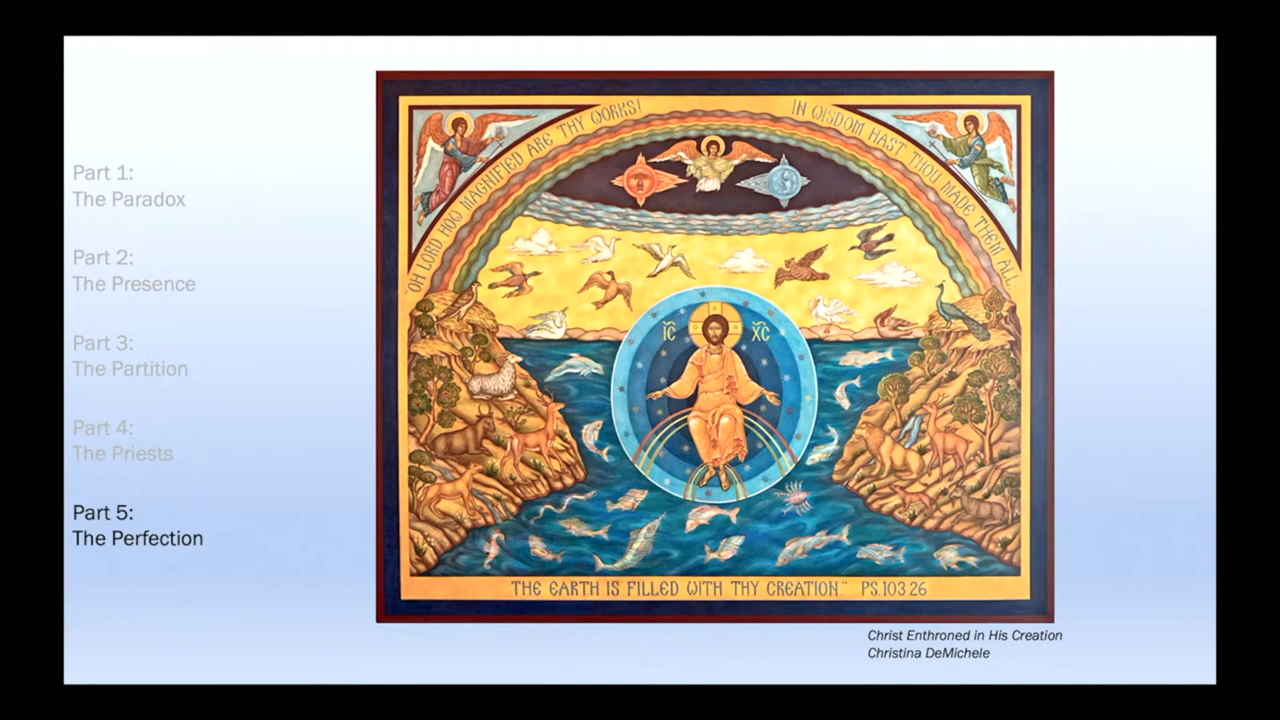 Part 1:
The Paradox
Part 2:
The Presence
Part 3:
The Partition
Part 4:
The Priests
Part 5:
The Perfection
"OH LORD HOW MAGNIFIED ARE THY WORKS!
IN WISDOM HAST THOU MADE THEM ALL.
IC XC
THE EARTH IS FILLED WITH THY CREATION." PS.103:26
Christ Enthroned in His Creation
Christina DeMichele